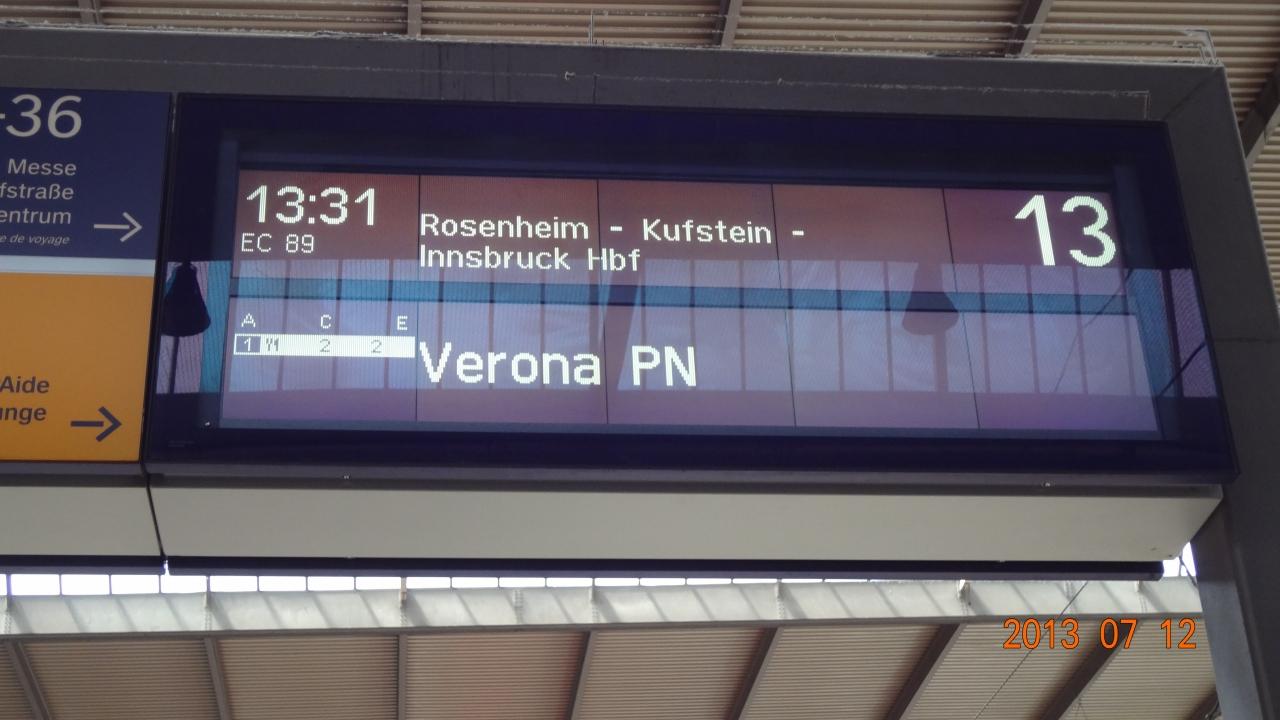 -36
Messe
fstraße
entrum
e de voyage
Aide
unge
13:31
EC 89
Rosenheim - Kufstein -
Innsbruck Hbf
13
A C E
1 2 2
Verona PN
2013 07 12